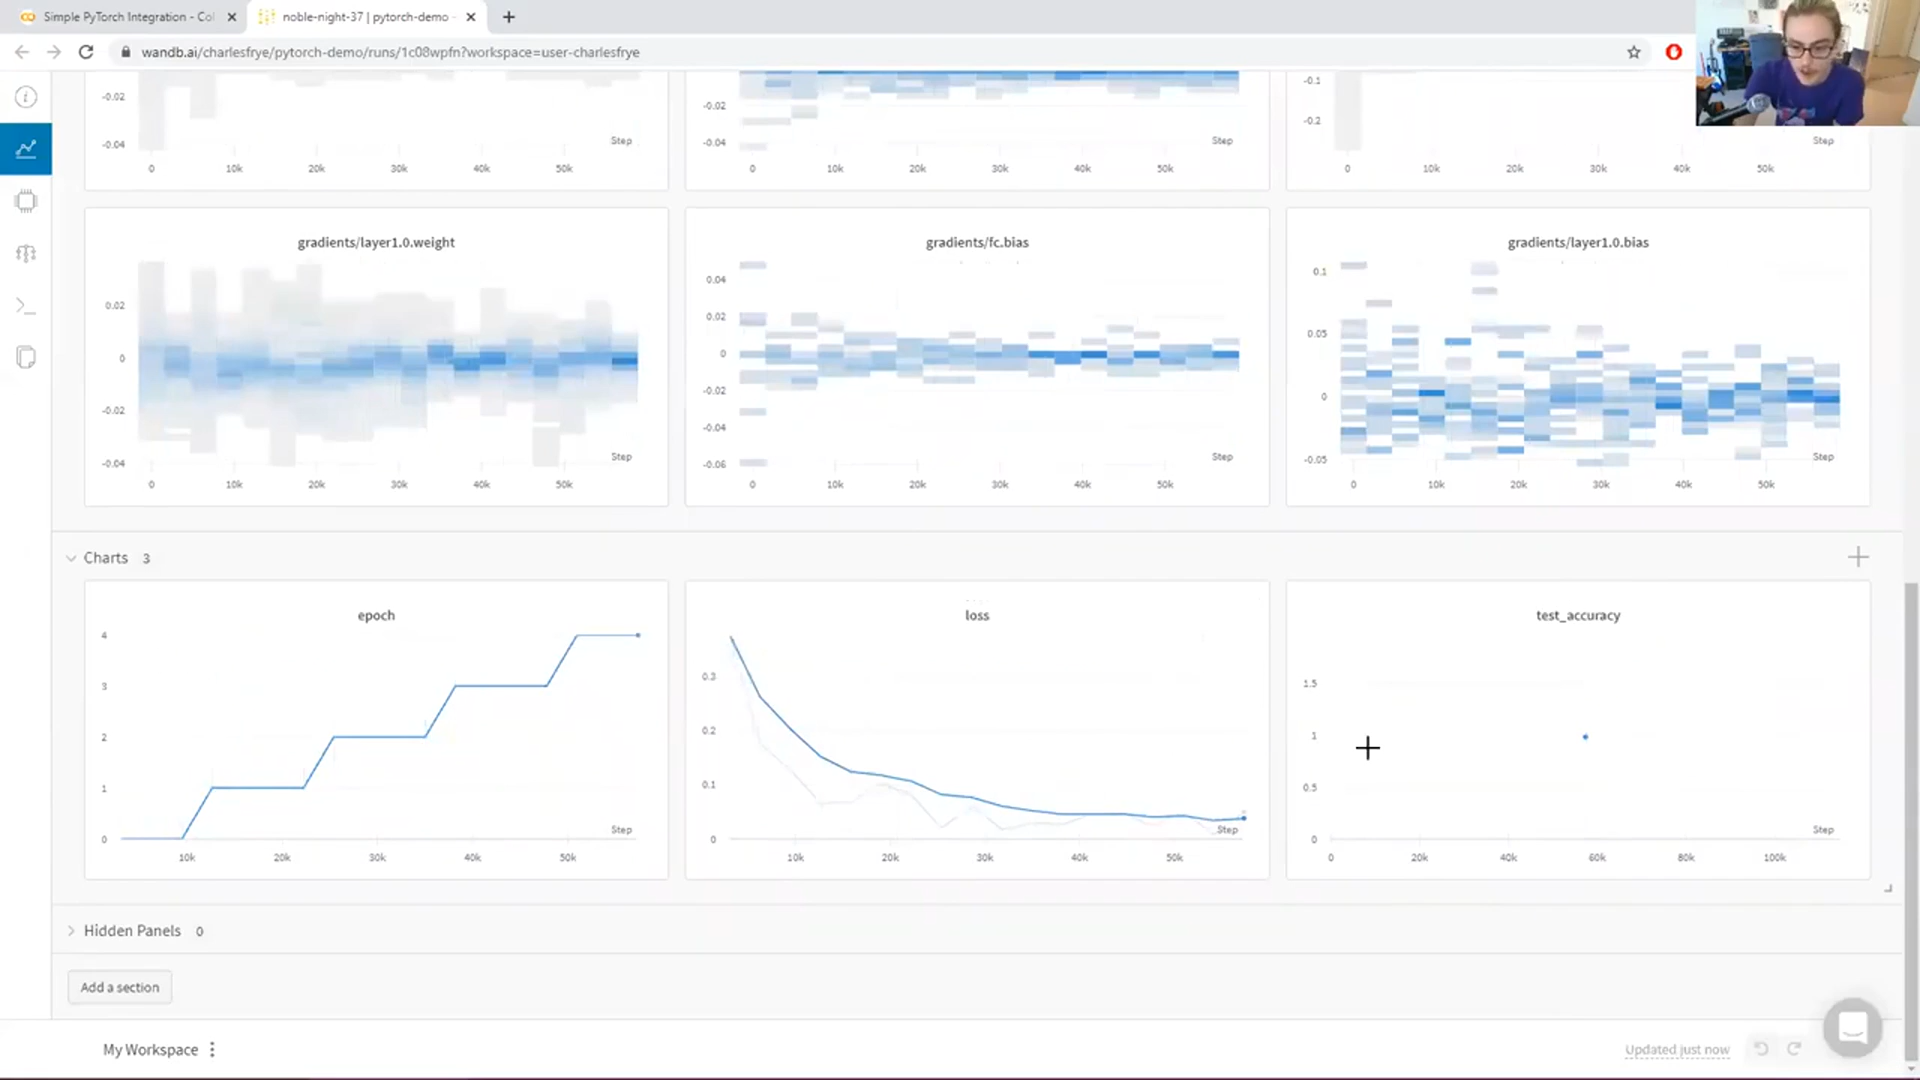 Simple PyTorch Integration - Col
noble-night-37 | pytorch-demo -
wandb.ai/charlesfrye/pytorch-demo/runs/1c08wpfn?workspace=user-charlesfrye
-0.02
-0.04
Step
0 10k 20k 30k 40k 50k
-0.02
-0.04
Step
0 10k 20k 30k 40k 50k
-0.1
-0.2
Step
0 10k 20k 30k 40k 50k
gradients/layer1.0.weight
0.02
0
-0.02
-0.04
Step
0 10k 20k 30k 40k 50k
gradients/fc.bias
0.04
0.02
0
-0.02
-0.04
-0.06
Step
0 10k 20k 30k 40k 50k
gradients/layer1.0.bias
0.1
0.05
0
-0.05
Step
0 10k 20k 30k 40k 50k
Charts 3
epoch
4
3
2
1
0
Step
10k 20k 30k 40k 50k
loss
0.3
0.2
0.1
0
Step
10k 20k 30k 40k 50k
test_accuracy
1.5
1
0.5
0
Step
0 20k 40k 60k 80k 100k
Hidden Panels 0
Add a section
My Workspace
Updated just now